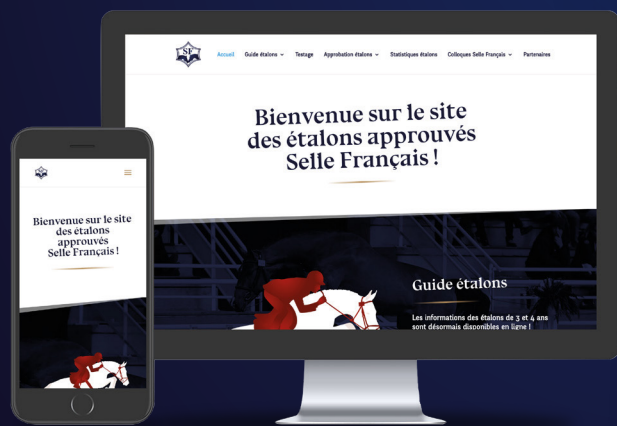 SF
Accueil Guide étalons Testage Approbation étalons Statistiques étalons Colloques Selle Français Partenaires
Bienvenue sur le site
des étalons approuvés
Selle Français !
Guide étalons
Les informations des étalons de 3 et 4 ans
sont désormais disponibles en ligne !
Bienvenue sur le site
des étalons
approuvés
Selle Français !